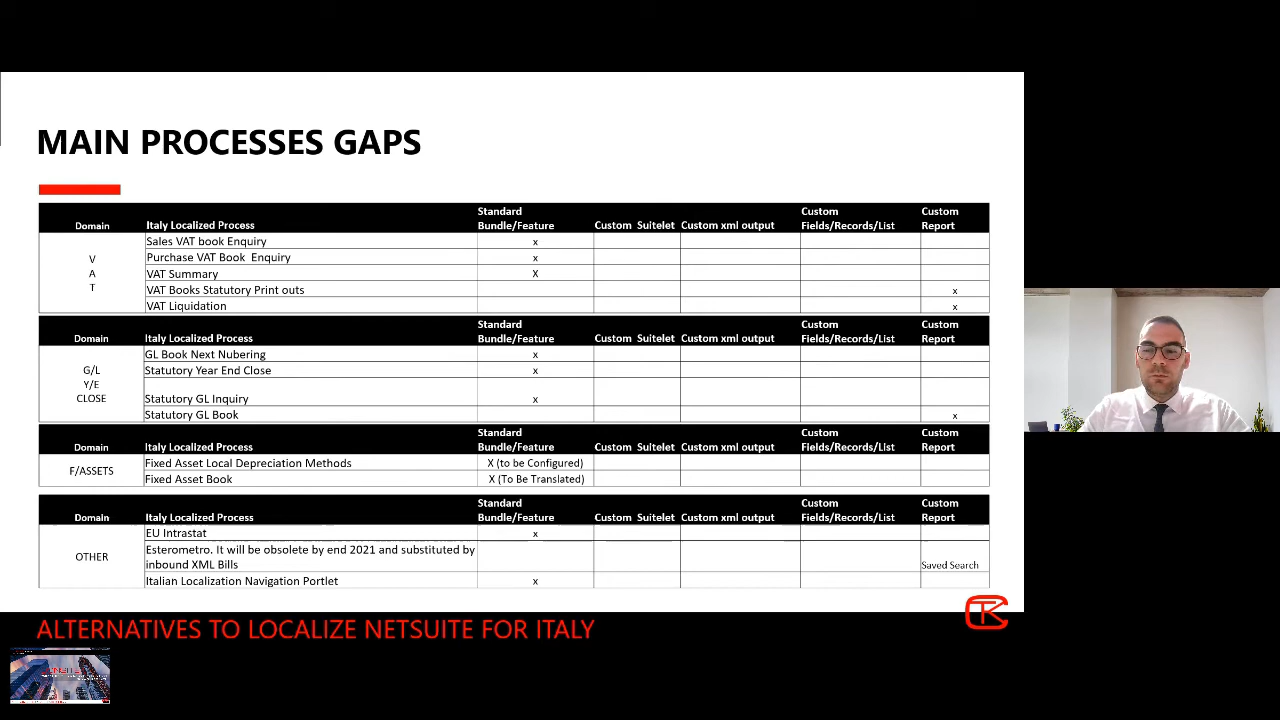 MAIN PROCESSES GAPS
Domain Italy Localized Process Standard Bundle/Feature Custom Suitelet Custom xml output Custom Fields/Records/List Custom Report
VAT
Sales VAT book Enquiry x
Purchase VAT Book Enquiry x
VAT Summary X
VAT Books Statutory Print outs x
VAT Liquidation x
Domain Italy Localized Process Standard Bundle/Feature Custom Suitelet Custom xml output Custom Fields/Records/List Custom Report
G/L
Y/E
CLOSE
GL Book Next Nubering x
Statutory Year End Close x
Statutory GL Inquiry x
Statutory GL Book x
Domain Italy Localized Process Standard Bundle/Feature Custom Suitelet Custom xml output Custom Fields/Records/List Custom Report
F/ASSETS
Fixed Asset Local Depreciation Methods X (to be Configured)
Fixed Asset Book X (To Be Translated)
Domain Italy Localized Process Standard Bundle/Feature Custom Suitelet Custom xml output Custom Fields/Records/List Custom Report
OTHER
EU Intrastat x
Esterometro. It will be obsolete by end 2021 and substituted by
inbound XML Bills Saved Search
Italian Localization Navigation Portlet x
ALTERNATIVES TO LOCALIZE NETSUITE FOR ITALY